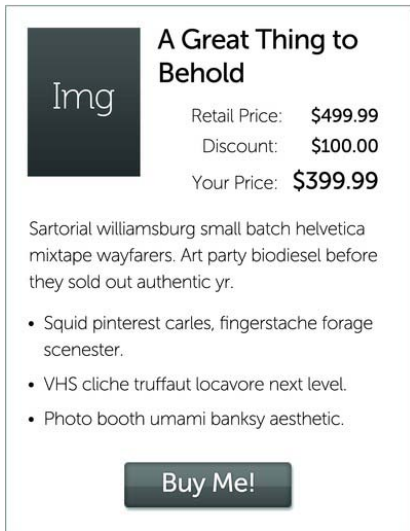 Img
A Great Thing to
Behold
Retail Price: $499.99
Discount: $100.00
Your Price: $399.99
Sartorial williamsburg small batch helvetica
mixtape wayfarers. Art party biodiesel before
they sold out authentic yr.
• Squid pinterest carles, fingerstache forage
scenester.
• VHS cliche truffaut locavore next level.
• Photo booth umami banksy aesthetic.
Buy Me!